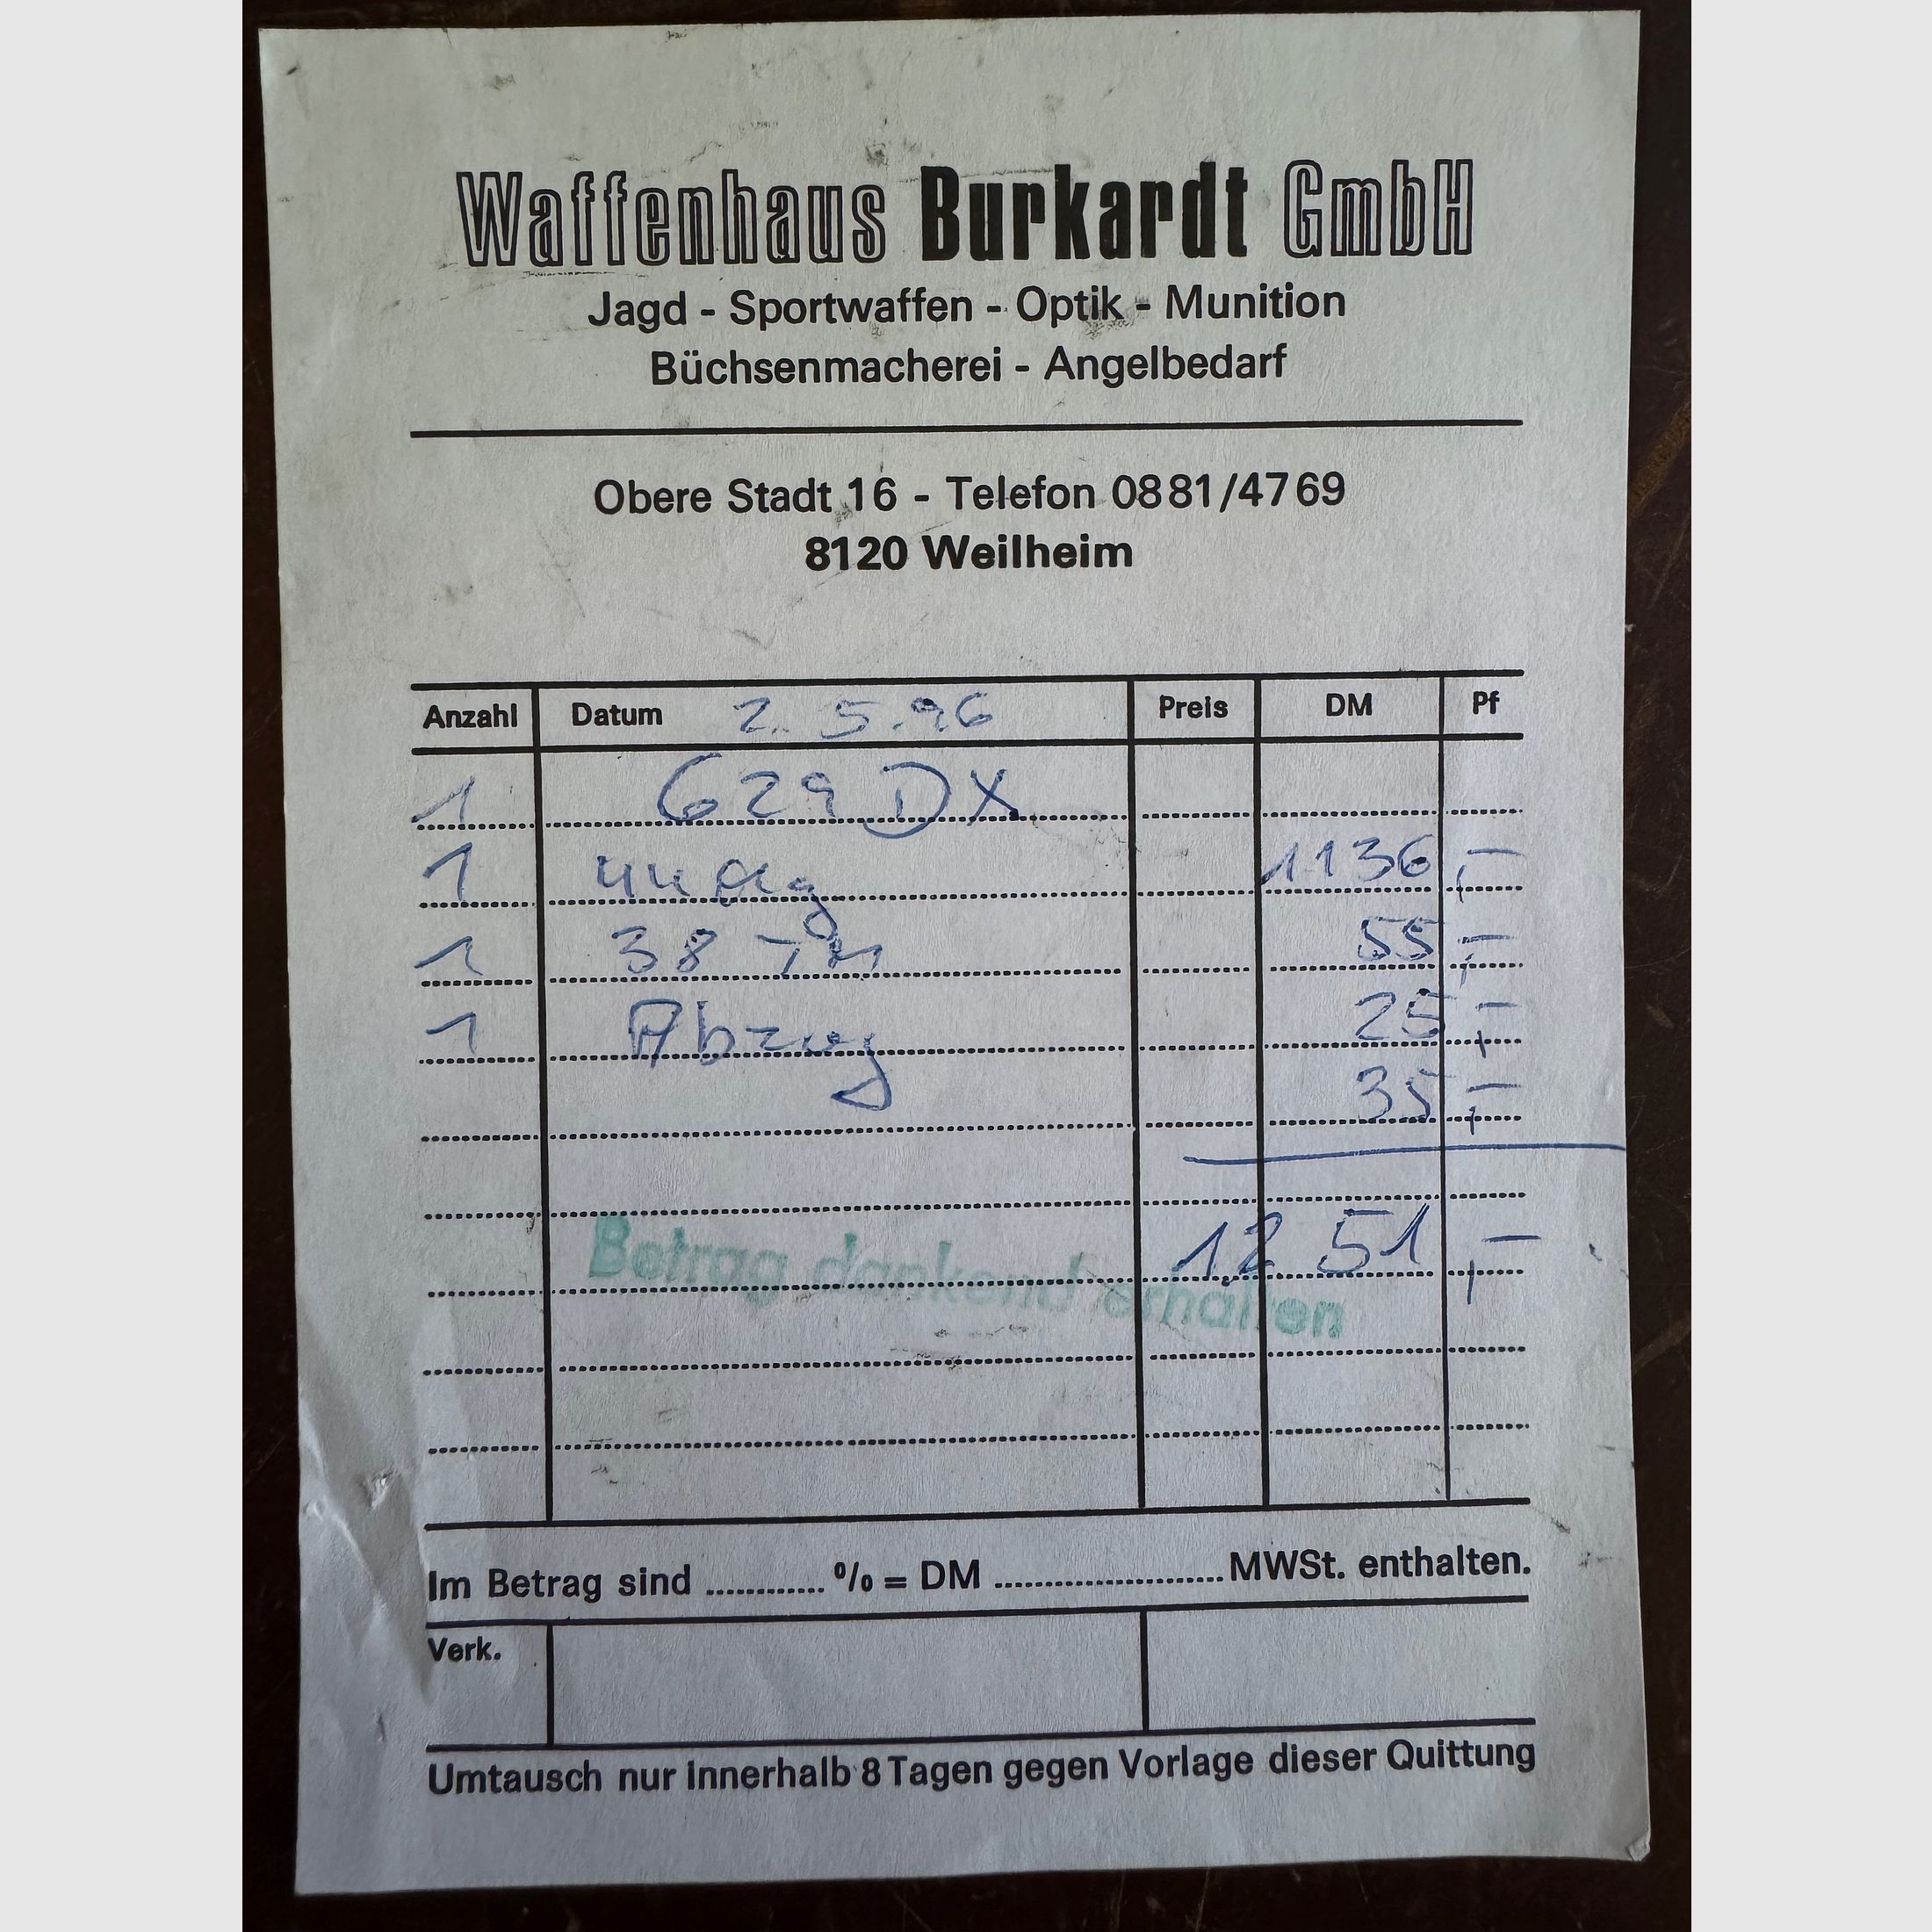 Waffenhaus Burkardt GmbH
Jagd - Sportwaffen - Optik - Munition
Büchsenmacherei - Angelbedarf
Obere Stadt 16 - Telefon 0881/4769
8120 Weilheim
Anzahl Datum 2. 5. 96 Preis DM Pf
1 629 DX
1 1136,-
1 38 55,-
1 Abzug 25,-
35,-
1251,-
Betrag dankend erhalten
Im Betrag sind ............ % = DM ....................... MWSt. enthalten.
Verk.
Umtausch nur innerhalb 8 Tagen gegen Vorlage dieser Quittung